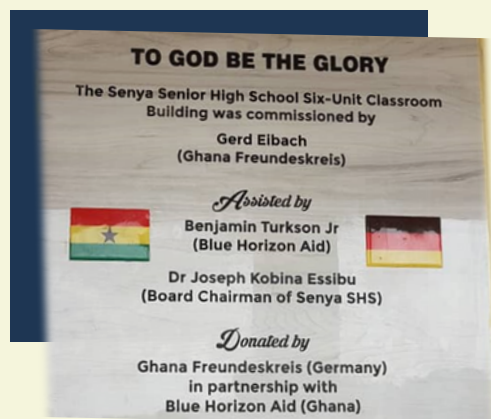 TO GOD BE THE GLORY
The Senya Senior High School Six-Unit Classroom
Building was commissioned by
Gerd Eibach
(Ghana Freundeskreis)
Assisted by
Benjamin Turkson Jr
(Blue Horizon Aid)
Dr Joseph Kobina Essibu
(Board Chairman of Senya SHS)
Donated by
Ghana Freundeskreis (Germany)
in partnership with
Blue Horizon Aid (Ghana)